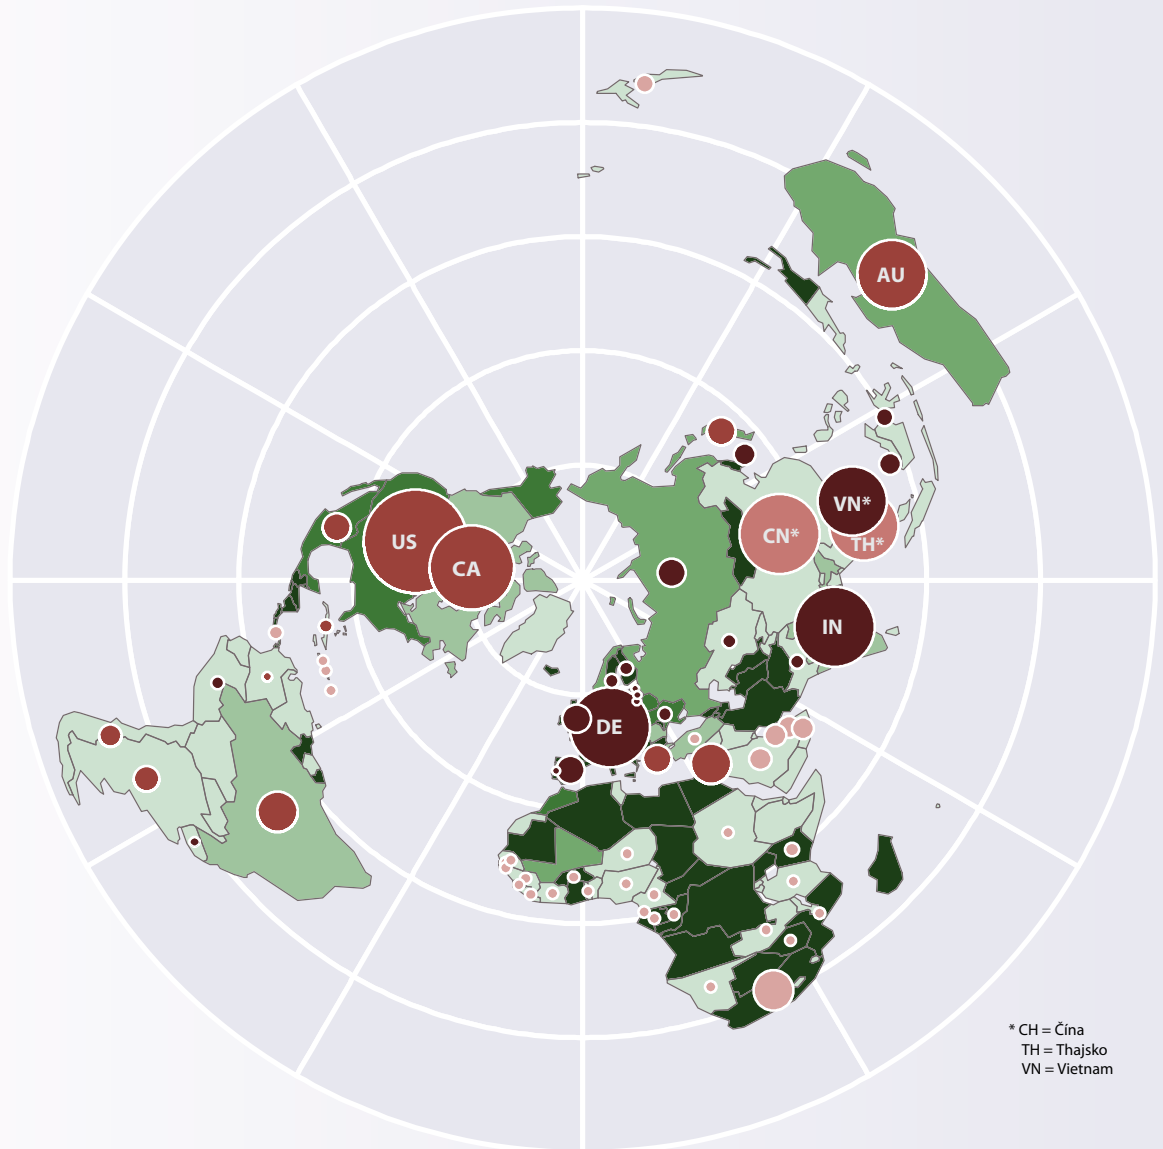 AU
VN*
CN*
TH*
US
CA
IN
DE
* CH = Čína
TH = Thajsko
VN = Vietnam